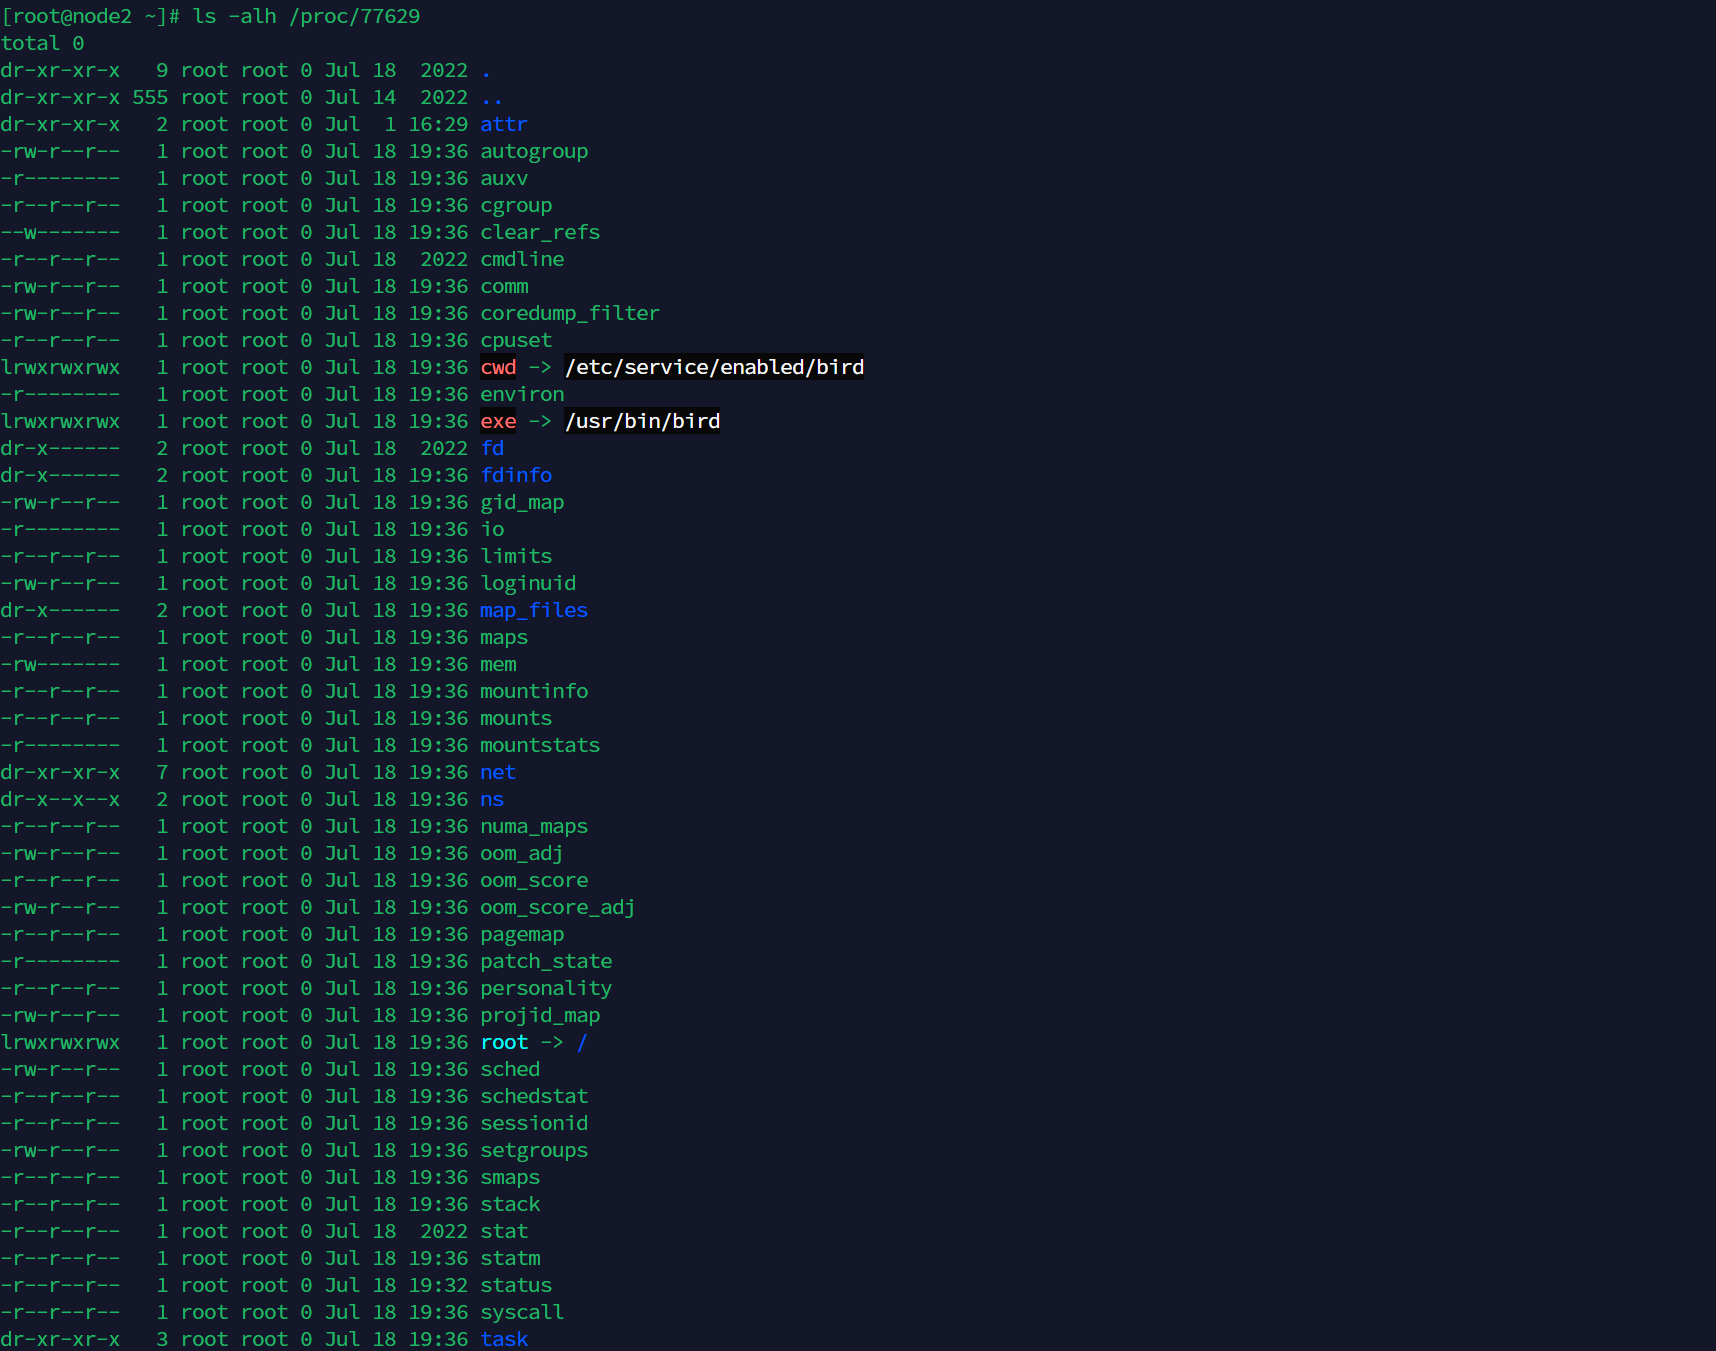 [root@node2 ~]# ls -alh /proc/77629
total 0
dr-xr-xr-x   9 root root 0 Jul 18  2022 .
dr-xr-xr-x 555 root root 0 Jul 14  2022 ..
dr-xr-xr-x   2 root root 0 Jul  1 16:29 attr
-rw-r--r--   1 root root 0 Jul 18 19:36 autogroup
-r--------   1 root root 0 Jul 18 19:36 auxv
-r--r--r--   1 root root 0 Jul 18 19:36 cgroup
--w-------   1 root root 0 Jul 18 19:36 clear_refs
-r--r--r--   1 root root 0 Jul 18  2022 cmdline
-rw-r--r--   1 root root 0 Jul 18 19:36 comm
-rw-r--r--   1 root root 0 Jul 18 19:36 coredump_filter
-r--r--r--   1 root root 0 Jul 18 19:36 cpuset
lrwxrwxrwx   1 root root 0 Jul 18 19:36 cwd -> /etc/service/enabled/bird
-r--------   1 root root 0 Jul 18 19:36 environ
lrwxrwxrwx   1 root root 0 Jul 18 19:36 exe -> /usr/bin/bird
dr-x------   2 root root 0 Jul 18  2022 fd
dr-x------   2 root root 0 Jul 18 19:36 fdinfo
-rw-r--r--   1 root root 0 Jul 18 19:36 gid_map
-r--------   1 root root 0 Jul 18 19:36 io
-r--r--r--   1 root root 0 Jul 18 19:36 limits
-rw-r--r--   1 root root 0 Jul 18 19:36 loginuid
dr-x------   2 root root 0 Jul 18 19:36 map_files
-r--r--r--   1 root root 0 Jul 18 19:36 maps
-rw-------   1 root root 0 Jul 18 19:36 mem
-r--r--r--   1 root root 0 Jul 18 19:36 mountinfo
-r--r--r--   1 root root 0 Jul 18 19:36 mounts
-r--------   1 root root 0 Jul 18 19:36 mountstats
dr-xr-xr-x   7 root root 0 Jul 18 19:36 net
dr-x--x--x   2 root root 0 Jul 18 19:36 ns
-r--r--r--   1 root root 0 Jul 18 19:36 numa_maps
-rw-r--r--   1 root root 0 Jul 18 19:36 oom_adj
-r--r--r--   1 root root 0 Jul 18 19:36 oom_score
-rw-r--r--   1 root root 0 Jul 18 19:36 oom_score_adj
-r--r--r--   1 root root 0 Jul 18 19:36 pagemap
-r--------   1 root root 0 Jul 18 19:36 patch_state
-r--r--r--   1 root root 0 Jul 18 19:36 personality
-rw-r--r--   1 root root 0 Jul 18 19:36 projid_map
lrwxrwxrwx   1 root root 0 Jul 18 19:36 root -> /
-rw-r--r--   1 root root 0 Jul 18 19:36 sched
-r--r--r--   1 root root 0 Jul 18 19:36 schedstat
-r--r--r--   1 root root 0 Jul 18 19:36 sessionid
-rw-r--r--   1 root root 0 Jul 18 19:36 setgroups
-r--r--r--   1 root root 0 Jul 18 19:36 smaps
-r--r--r--   1 root root 0 Jul 18 19:36 stack
-r--r--r--   1 root root 0 Jul 18  2022 stat
-r--r--r--   1 root root 0 Jul 18 19:36 statm
-r--r--r--   1 root root 0 Jul 18 19:32 status
-r--r--r--   1 root root 0 Jul 18 19:36 syscall
dr-xr-xr-x   3 root root 0 Jul 18 19:36 task